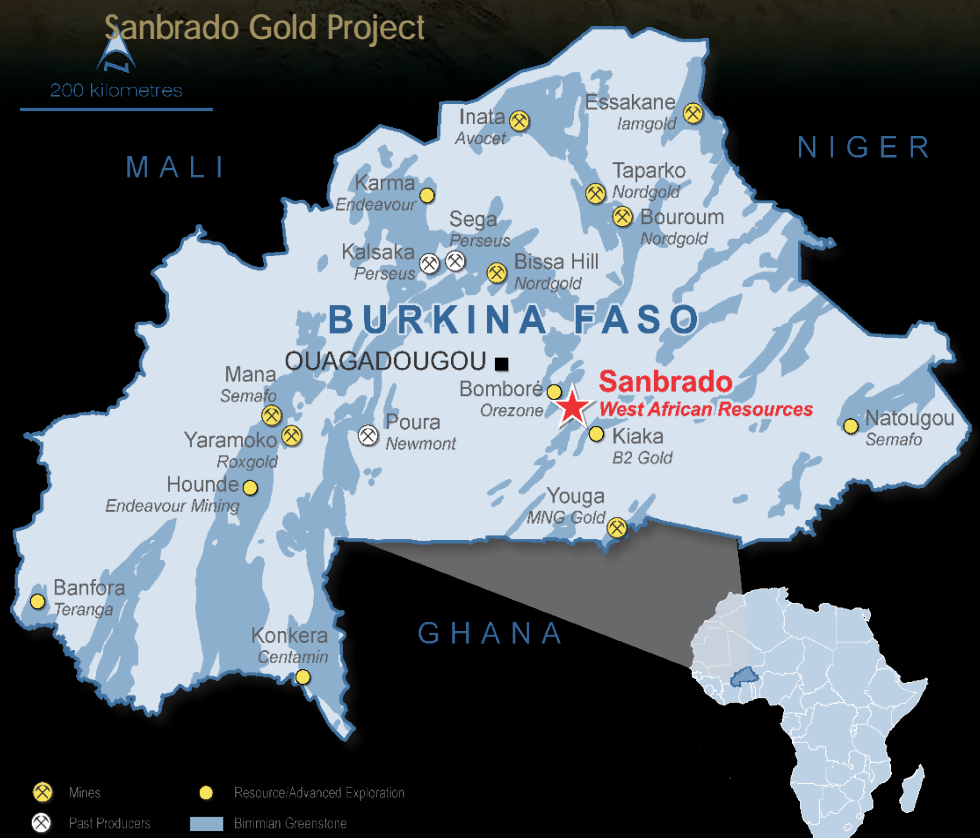 Sanbrado Gold Project
N
200 kilometres
MALI
NIGER
Essakane
Iamgold
Inata
Avocet
Taparko
Nordgold
Karma
Endeavour
Bouroum
Nordgold
Sega
Perseus
Kalsaka
Perseus
Bissa Hill
Nordgold
BURKINA FASO
OUAGADOUGOU
Mana
Semafo
Bomboré
Orezone
Sanbrado
West African Resources
Poura
Newmont
Natougou
Semafo
Yaramoko
Roxgold
Kiaka
B2 Gold
Hounde
Endeavour Mining
Youga
MNG Gold
Banfora
Teranga
GHANA
Konkera
Centamin
Mines
Resource/Advanced Exploration
Past Producers
Birrimian Greenstone